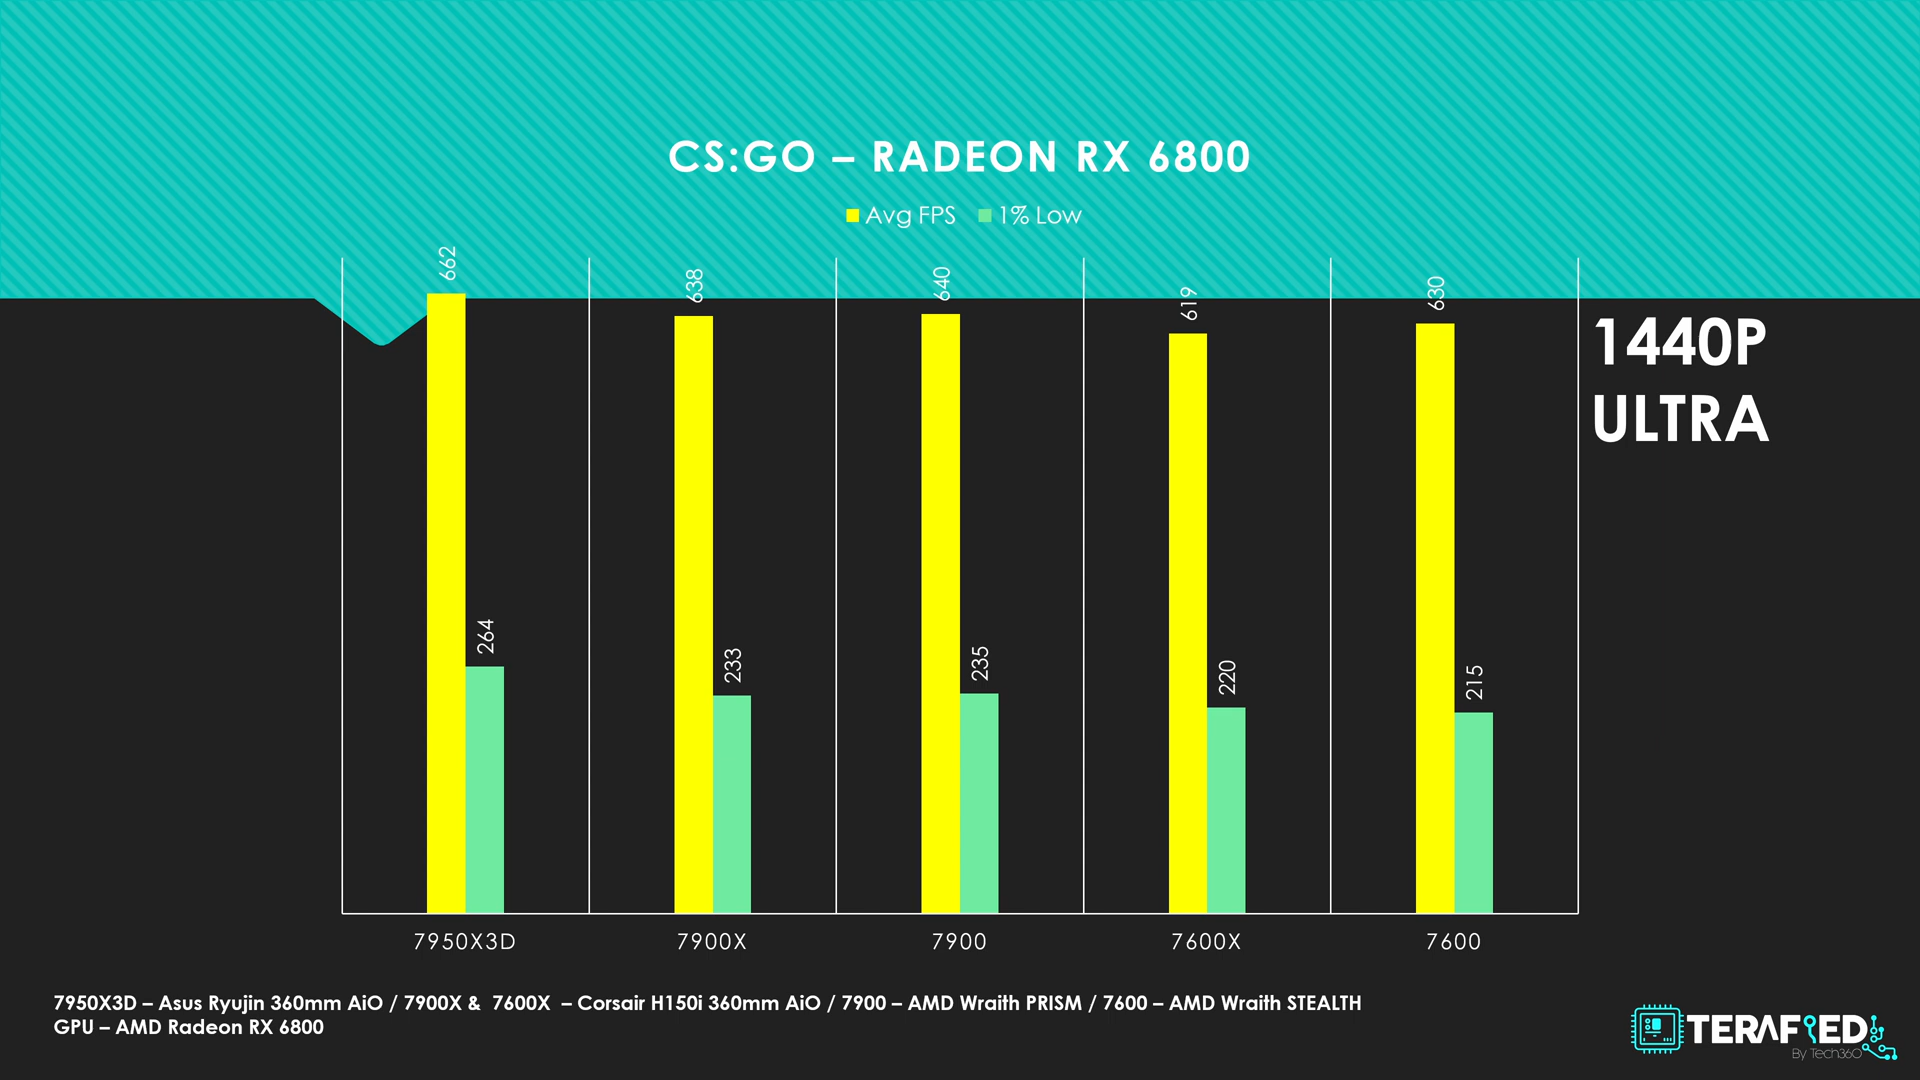 CS:GO – RADEON RX 6800
Avg FPS 1% Low
662
638
640
619
630
264
233
235
220
215
1440P
ULTRA
7950X3D 7900X 7900 7600X 7600
7950X3D – Asus Ryujin 360mm AiO / 7900X & 7600X – Corsair H150i 360mm AiO / 7900 – AMD Wraith PRISM / 7600 – AMD Wraith STEALTH
GPU – AMD Radeon RX 6800
TERAFIED
By Tech360